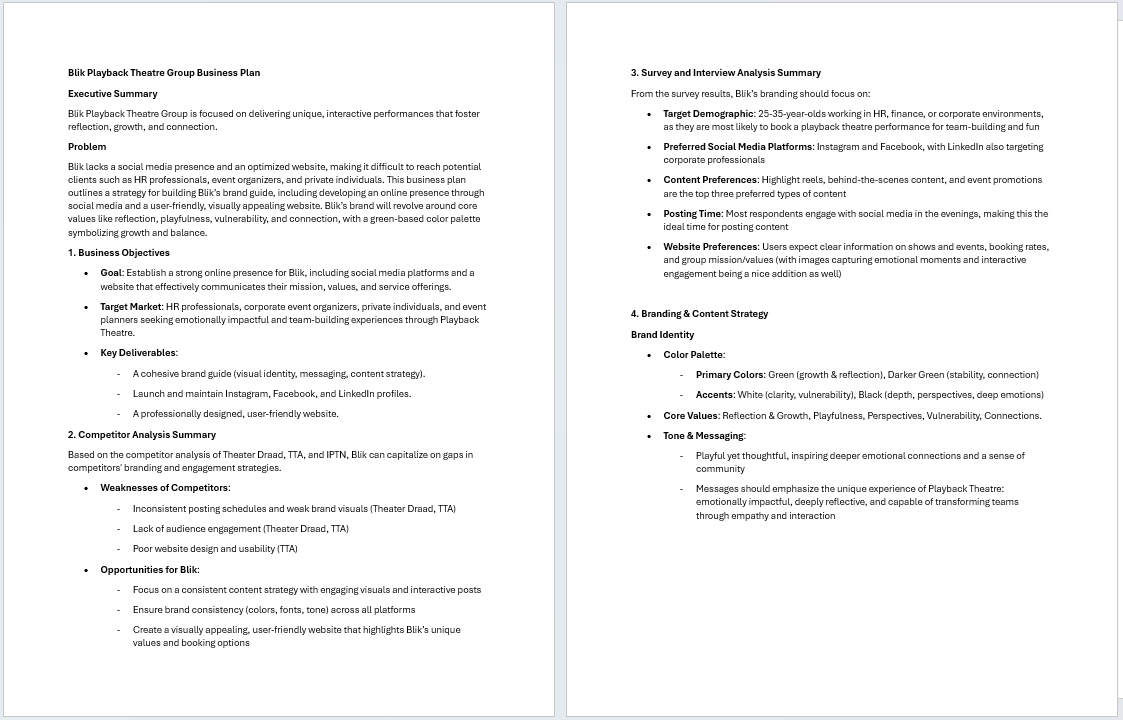 Blik Playback Theatre Group Business Plan
Executive Summary
Blik Playback Theatre Group is focused on delivering unique, interactive performances that foster
reflection, growth, and connection.
Problem
Blik lacks a social media presence and an optimized website, making it difficult to reach potential
clients such as HR professionals, event organizers, and private individuals. This business plan
outlines a strategy for building Blik's brand guide, including developing an online presence through
social media and a user-friendly, visually appealing website. Blik's brand will revolve around core
values like reflection, playfulness, vulnerability, and connection, with a green-based color palette
symbolizing growth and balance.
1. Business Objectives
• Goal: Establish a strong online presence for Blik, including social media platforms and a
website that effectively communicates their mission, values, and service offerings.
• Target Market: HR professionals, corporate event organizers, private individuals, and event
planners seeking emotionally impactful and team-building experiences through Playback
Theatre.
• Key Deliverables:
- A cohesive brand guide (visual identity, messaging, content strategy).
- Launch and maintain Instagram, Facebook, and LinkedIn profiles.
- A professionally designed, user-friendly website.
2. Competitor Analysis Summary
Based on the competitor analysis of Theater Draad, TTA, and IPTN, Blik can capitalize on gaps in
competitors' branding and engagement strategies.
• Weaknesses of Competitors:
- Inconsistent posting schedules and weak brand visuals (Theater Draad, TTA)
- Lack of audience engagement (Theater Draad, TTA)
- Poor website design and usability (TTA)
• Opportunities for Blik:
- Focus on a consistent content strategy with engaging visuals and interactive posts
- Ensure brand consistency (colors, fonts, tone) across all platforms
- Create a visually appealing, user-friendly website that highlights Blik's unique
values and booking options
3. Survey and Interview Analysis Summary
From the survey results, Blik's branding should focus on:
• Target Demographic: 25-35-year-olds working in HR, finance, or corporate environments,
as they are most likely to book a playback theatre performance for team-building and fun
• Preferred Social Media Platforms: Instagram and Facebook, with LinkedIn also targeting
corporate professionals
• Content Preferences: Highlight reels, behind-the-scenes content, and event promotions
are the top three preferred types of content
• Posting Time: Most respondents engage with social media in the evenings, making this the
ideal time for posting content
• Website Preferences: Users expect clear information on shows and events, booking rates,
and group mission/values (with images capturing emotional moments and interactive
engagement being a nice addition as well)
4. Branding & Content Strategy
Brand Identity
• Color Palette:
- Primary Colors: Green (growth & reflection), Darker Green (stability, connection)
- Accents: White (clarity, vulnerability), Black (depth, perspectives, deep emotions)
• Core Values: Reflection & Growth, Playfulness, Perspectives, Vulnerability, Connections.
• Tone & Messaging:
- Playful yet thoughtful, inspiring deeper emotional connections and a sense of
community
- Messages should emphasize the unique experience of Playback Theatre:
emotionally impactful, deeply reflective, and capable of transforming teams
through empathy and interaction